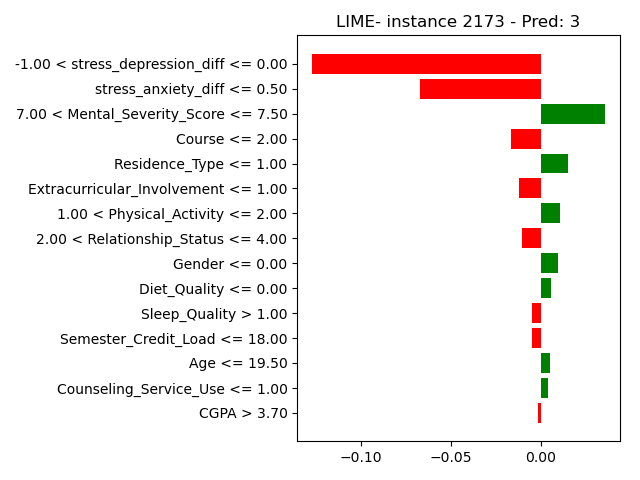 LIME- instance 2173 - Pred: 3
-1.00 < stress_depression_diff <= 0.00
stress_anxiety_diff <= 0.50
7.00 < Mental_Severity_Score <= 7.50
Course <= 2.00
Residence_Type <= 1.00
Extracurricular_Involvement <= 1.00
1.00 < Physical_Activity <= 2.00
2.00 < Relationship_Status <= 4.00
Gender <= 0.00
Diet_Quality <= 0.00
Sleep_Quality > 1.00
Semester_Credit_Load <= 18.00
Age <= 19.50
Counseling_Service_Use <= 1.00
CGPA > 3.70
−0.10 −0.05 0.00